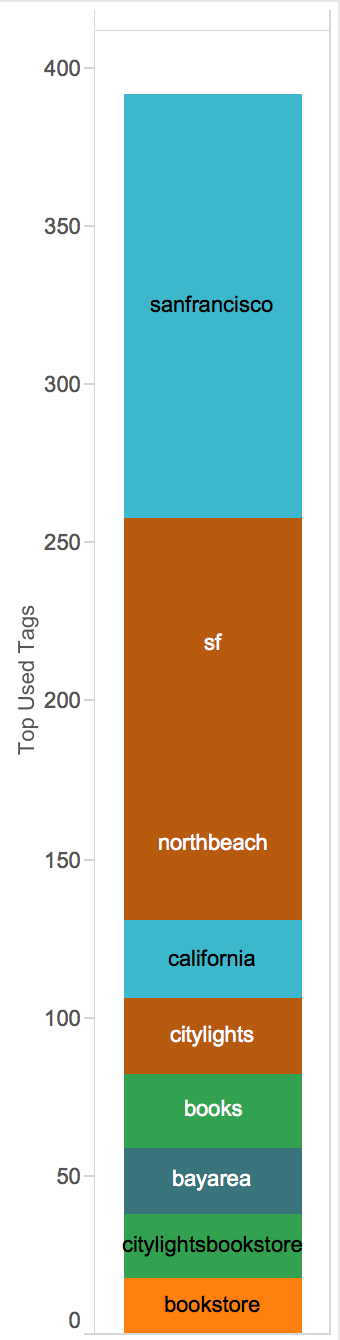 400
350
sanfrancisco
300
250
sf
Top Used Tags
200
150
northbeach
california
100
citylights
books
50
bayarea
citylightsbookstore
bookstore
0